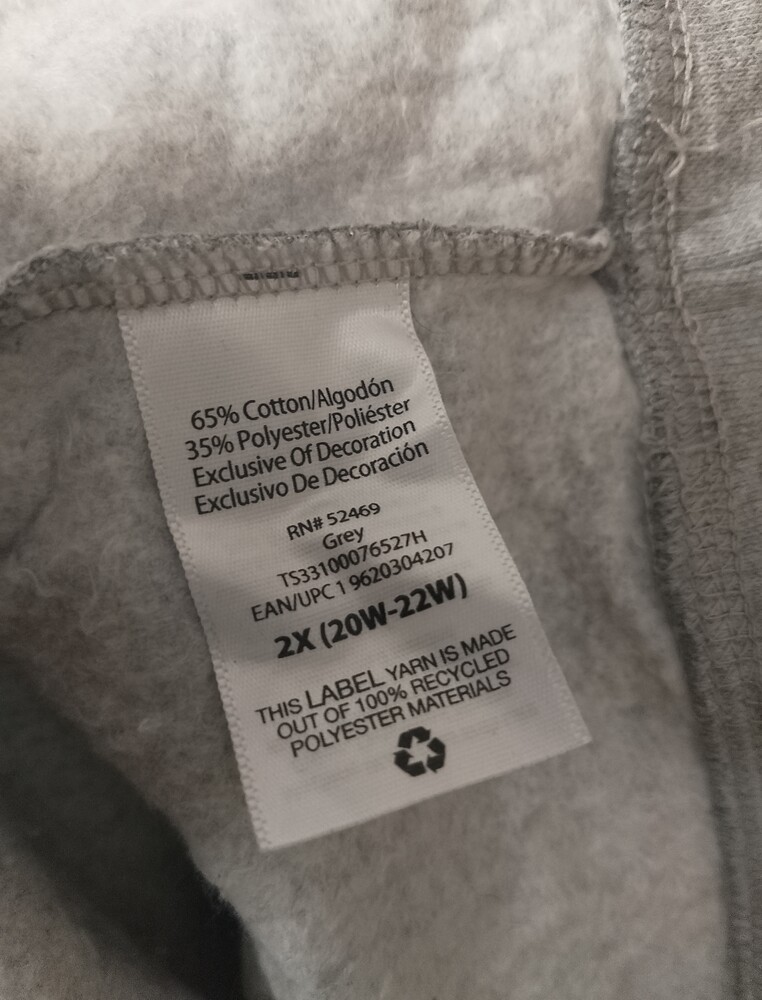 65% Cotton/Algodón
35% Polyester/Poliéster
Exclusive Of Decoration
Exclusivo De Decoración
RN# 52469
Grey
TS33100076527H
EAN/UPC 1 9620304207
2X (20W-22W)
THIS LABEL YARN IS MADE
OUT OF 100% RECYCLED
POLYESTER MATERIALS